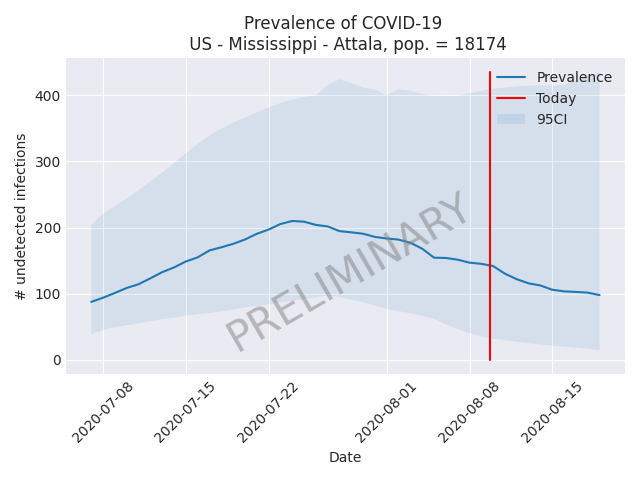 Prevalence of COVID-19
US - Mississippi - Attala, pop. = 18174
Prevalence
Today
95CI
# undetected infections
400
300
200
100
0
PRELIMINARY
2020-07-08
2020-07-15
2020-07-22
2020-08-01
2020-08-08
2020-08-15
Date